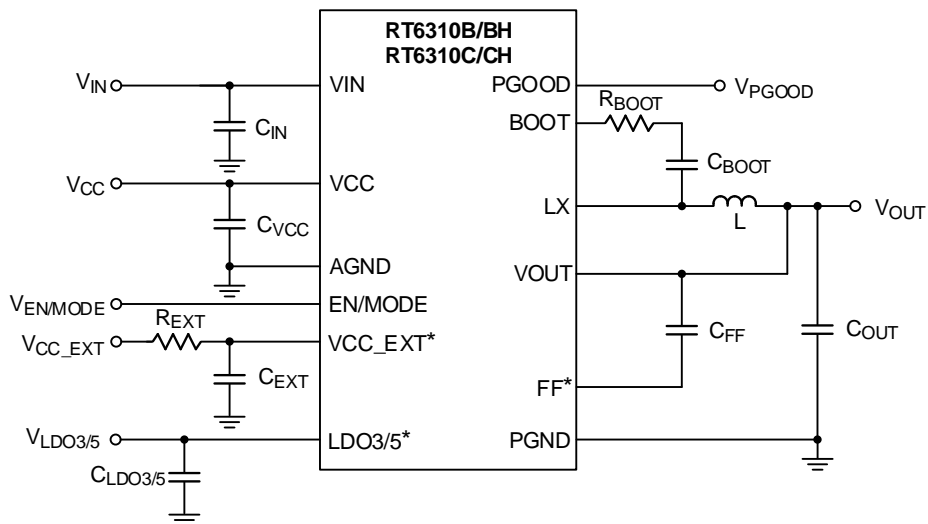 RT6310B/BH
RT6310C/CH
VIN
VIN
CIN
VCC
VCC
CVCC
AGND
VEN/MODE
EN/MODE
VCC_EXT
REXT
VCC_EXT*
CEXT
VLDO3/5
LDO3/5*
CLDO3/5
PGOOD
VPGOOD
BOOT
RBOOT
CBOOT
LX
L
VOUT
VOUT
CFF
COUT
FF*
PGND